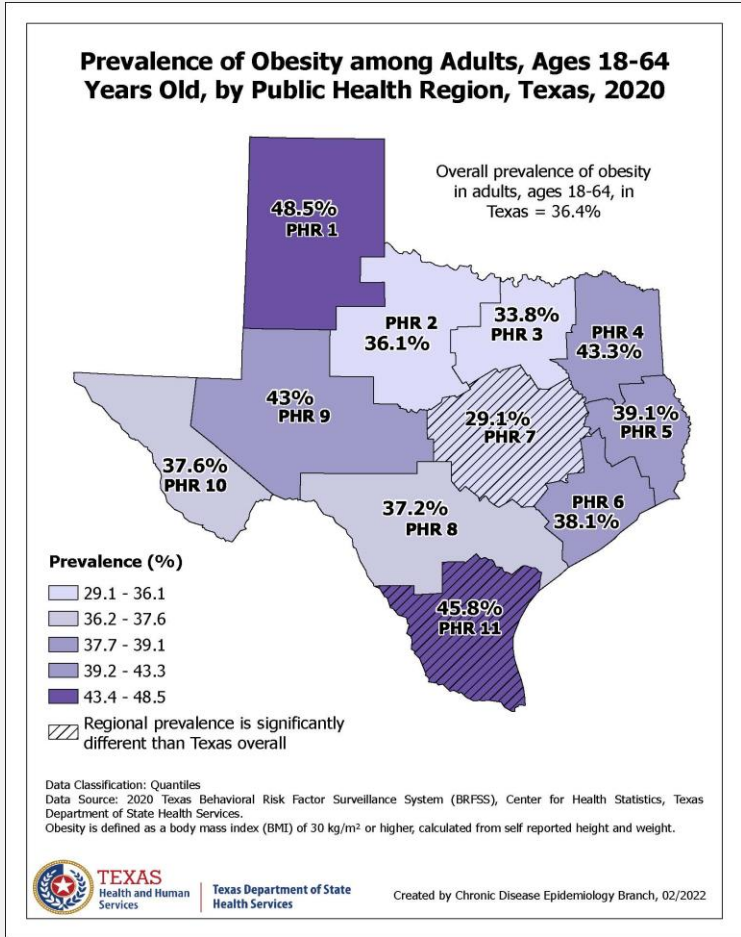 Prevalence of Obesity among Adults, Ages 18-64
Years Old, by Public Health Region, Texas, 2020
Overall prevalence of obesity
in adults, ages 18-64, in
Texas = 36.4%
48.5%
PHR 1
PHR 2
36.1%
33.8%
PHR 3
PHR 4
43.3%
43%
PHR 9
29.1%
PHR 7
39.1%
PHR 5
37.6%
PHR 10
37.2%
PHR 8
PHR 6
38.1%
45.8%
PHR 11
Prevalence (%)
29.1 - 36.1
36.2 - 37.6
37.7 - 39.1
39.2 - 43.3
43.4 - 48.5
Regional prevalence is significantly
different than Texas overall
Data Classification: Quantiles
Data Source: 2020 Texas Behavioral Risk Factor Surveillance System (BRFSS), Center for Health Statistics, Texas
Department of State Health Services.
Obesity is defined as a body mass index (BMI) of 30 kg/m² or higher, calculated from self reported height and weight.
TEXAS
Health and Human
Services
Texas Department of State
Health Services
Created by Chronic Disease Epidemiology Branch, 02/2022